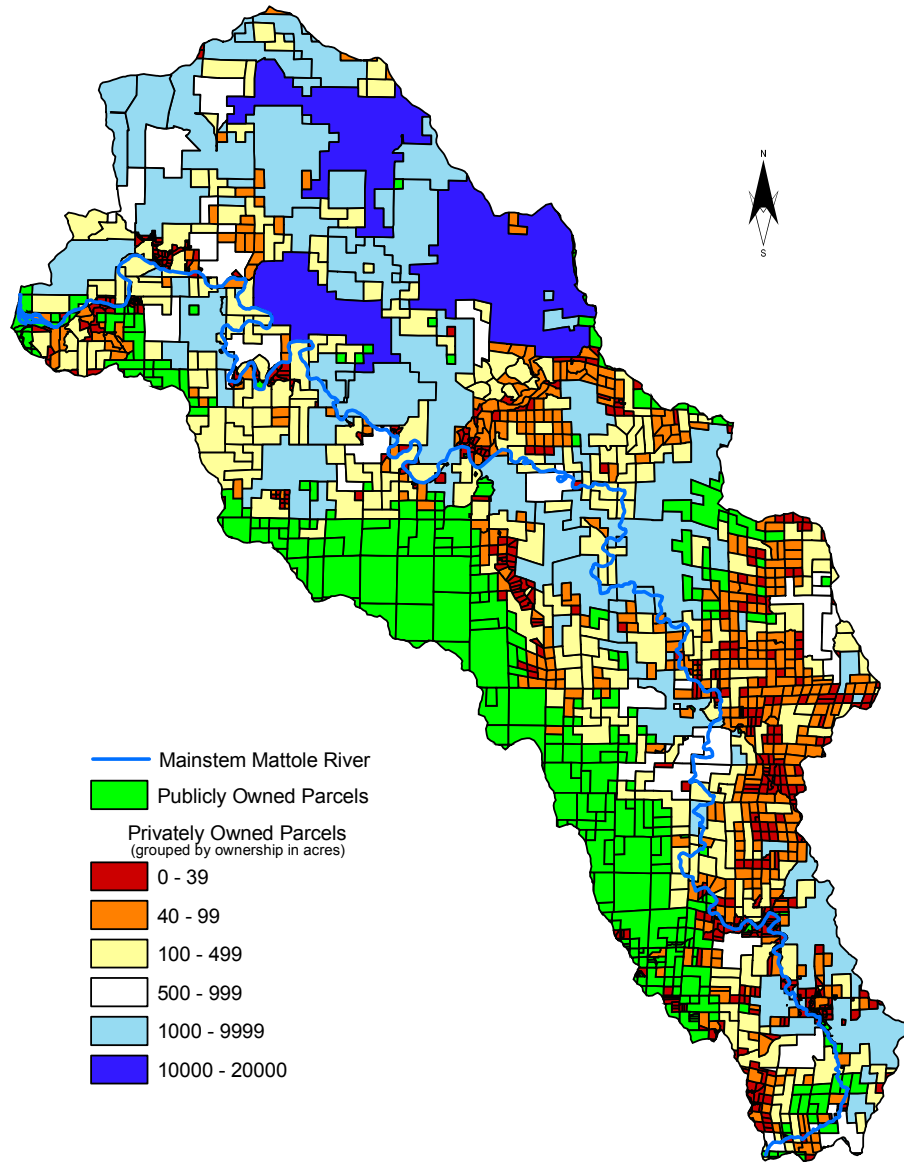 N
S
Mainstem Mattole River
Publicly Owned Parcels
Privately Owned Parcels
(grouped by ownership in acres)
0 - 39
40 - 99
100 - 499
500 - 999
1000 - 9999
10000 - 20000